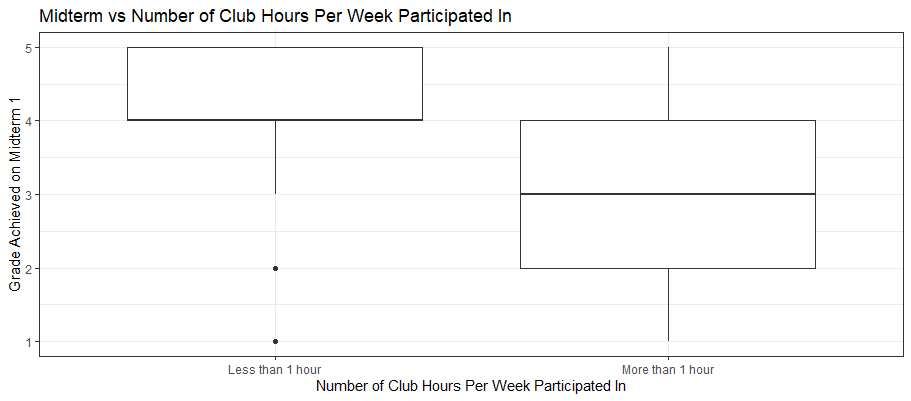 Midterm vs Number of Club Hours Per Week Participated In
Grade Achieved on Midterm 1
5
4
3
2
1
Less than 1 hour
More than 1 hour
Number of Club Hours Per Week Participated In